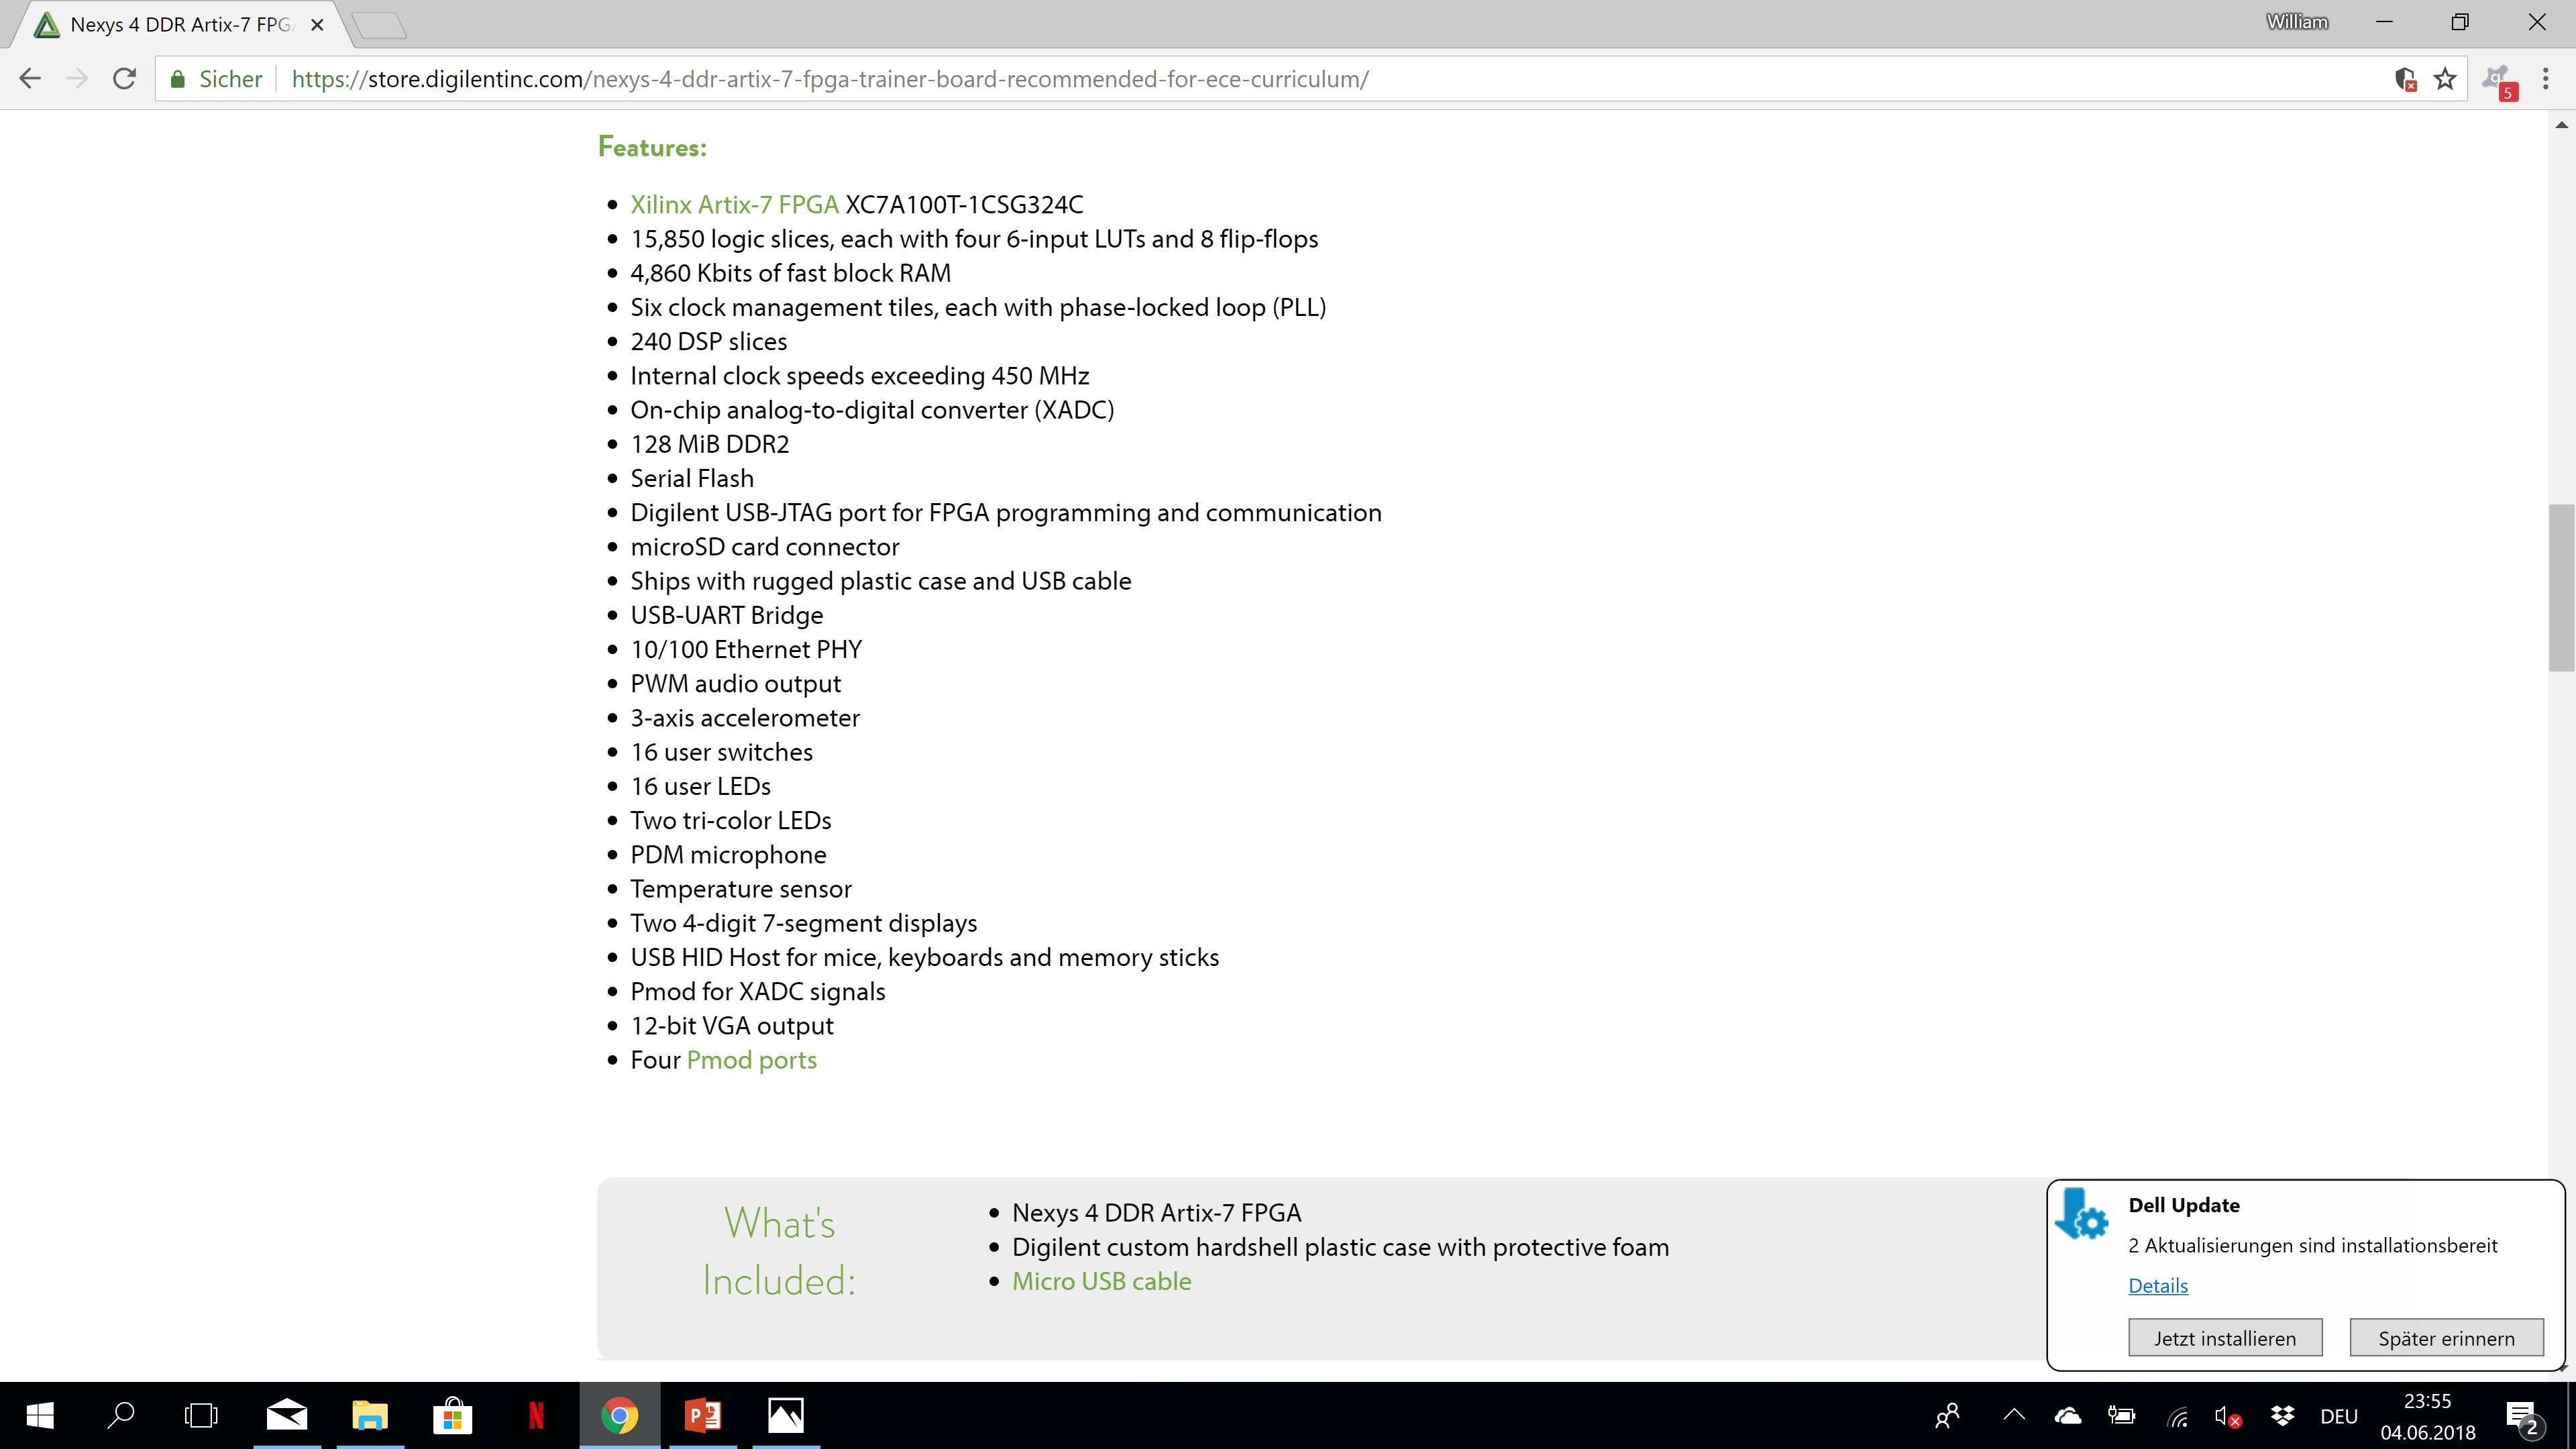 Nexys 4 DDR Artix-7 FPG
William
Sicher
https://store.digilentinc.com/nexys-4-ddr-artix-7-fpga-trainer-board-recommended-for-ece-curriculum/
5
Features:
Xilinx Artix-7 FPGA XC7A100T-1CSG324C
15,850 logic slices, each with four 6-input LUTs and 8 flip-flops
4,860 Kbits of fast block RAM
Six clock management tiles, each with phase-locked loop (PLL)
240 DSP slices
Internal clock speeds exceeding 450 MHz
On-chip analog-to-digital converter (XADC)
128 MiB DDR2
Serial Flash
Digilent USB-JTAG port for FPGA programming and communication
microSD card connector
Ships with rugged plastic case and USB cable
USB-UART Bridge
10/100 Ethernet PHY
PWM audio output
3-axis accelerometer
16 user switches
16 user LEDs
Two tri-color LEDs
PDM microphone
Temperature sensor
Two 4-digit 7-segment displays
USB HID Host for mice, keyboards and memory sticks
Pmod for XADC signals
12-bit VGA output
Four Pmod ports
What's
Included:
Nexys 4 DDR Artix-7 FPGA
Digilent custom hardshell plastic case with protective foam
Micro USB cable
Dell Update
2 Aktualisierungen sind installationsbereit
Details
Jetzt installieren
Später erinnern
DEU
23:55
04.06.2018
2